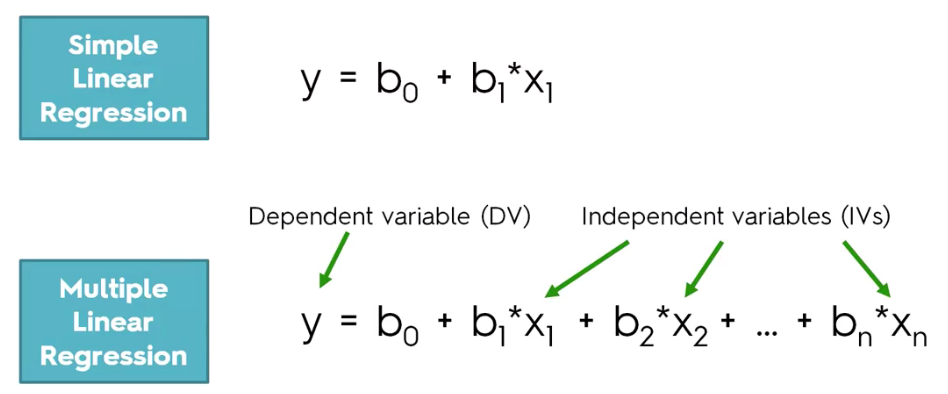 Simple
Linear
Regression
y = b₀ + b₁*x₁
Dependent variable (DV)
Independent variables (IVs)
Multiple
Linear
Regression
y = b₀ + b₁*x₁ + b₂*x₂ + ... + bₙ*xₙ